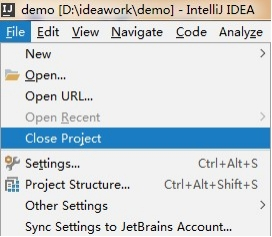 demo [D:\ideawork\demo] - IntelliJ IDEA
File Edit View Navigate Code Analyze
New
Open...
Open URL...
Open Recent
Close Project
Settings... Ctrl+Alt+S
Project Structure... Ctrl+Alt+Shift+S
Other Settings
Sync Settings to JetBrains Account...